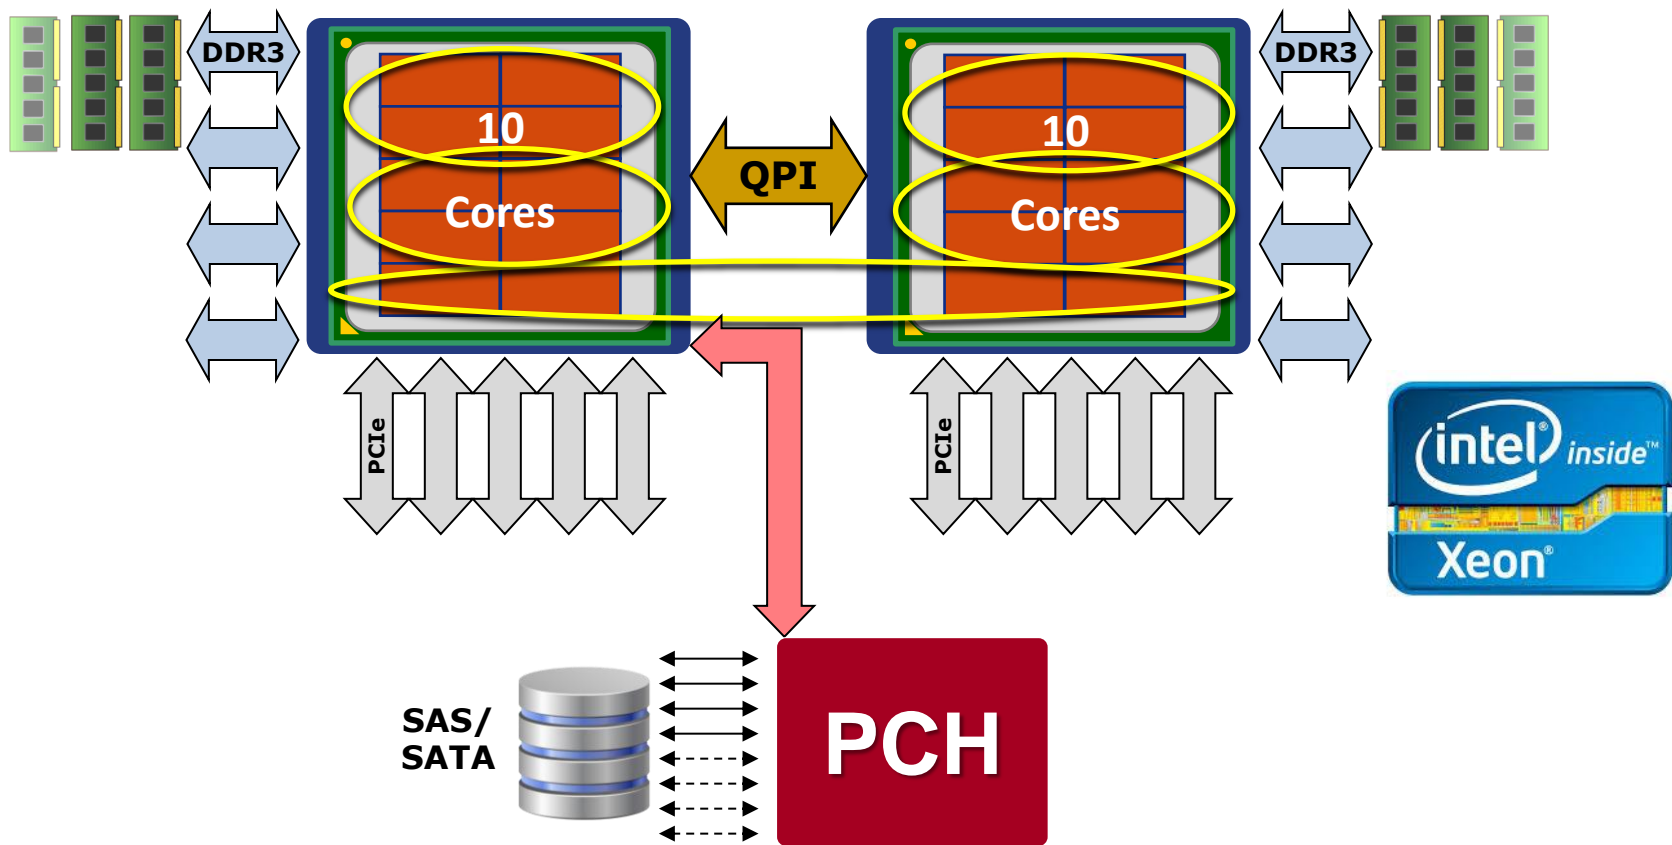 DDR3
10
Cores
QPI
10
Cores
DDR3
PCIe
PCIe
intel® inside™
Xeon®
SAS/
SATA
PCH